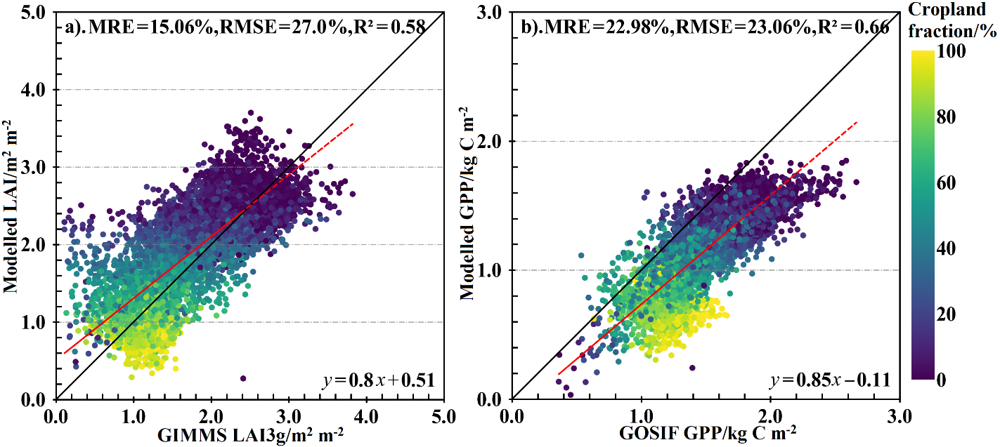 a). MRE=15.06%,RMSE=27.0%,R²=0.58
5.0
4.0
3.0
2.0
1.0
0.0
Modelled LAI/m² m⁻²
y=0.8x+0.51
0.0 1.0 2.0 3.0 4.0 5.0
GIMMS LAI3g/m² m⁻²
b). MRE=22.98%,RMSE=23.06%,R²=0.66
3.0
2.0
1.0
0.0
Modelled GPP/kg C m⁻²
y=0.85x−0.11
0.0 1.0 2.0 3.0
GOSIF GPP/kg C m⁻²
Cropland
fraction/%
100
80
60
40
20
0